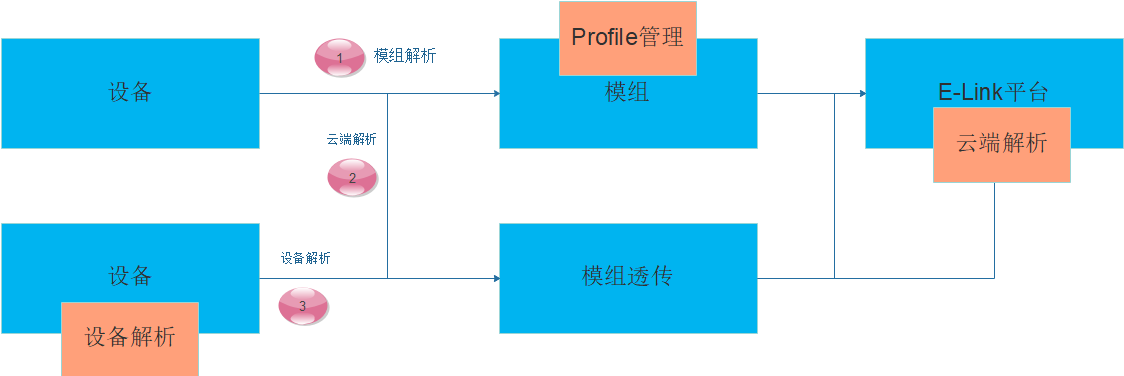 Profile管理
1
模组解析
设备
模组
E-Link平台
云端解析
云端解析
2
设备解析
设备
模组透传
3
设备解析